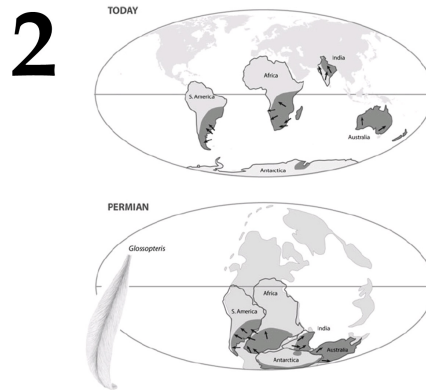 2
TODAY
India
Africa
S. America
Australia
Antarctica
PERMIAN
Glossopteris
Africa
S. America
India
Australia
Antarctica